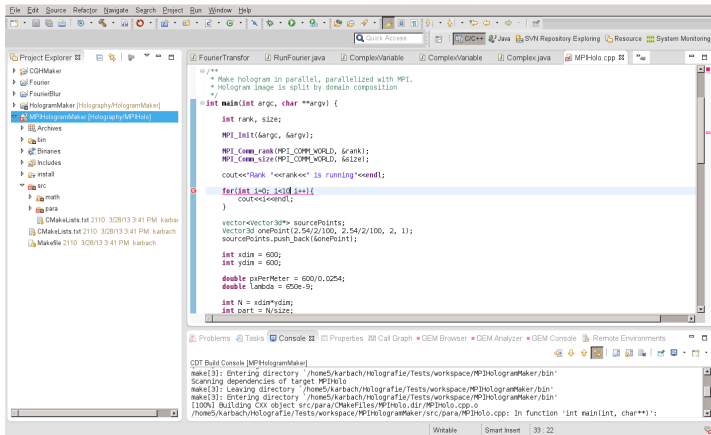 File Edit Source Refactor Navigate Search Project Run Window Help
Quick Access
C/C++ Java SVN Repository Exploring Resource System Monitoring
Project Explorer
CGHMaker
Fourier
FourierBlur
HologramMaker [Holography/HologramMaker]
MPIHologramMaker [Holography/MPIHolo]
Archives
bin
Binaries
Includes
install
src
math
para
CMakeLists.txt 2110 3/28/13 3:41 PM karbac
CMakeLists.txt 2110 3/28/13 3:41 PM karbach
Makefile 2110 3/28/13 3:41 PM karbach
FourierTransfor RunFourier.java ComplexVariable ComplexVariable Complex.java MPIHolo.cpp
/**
* Make hologram in parallel, parallelized with MPI.
* Hologram image is split by domain composition
*/
int main(int argc, char **argv) {
int rank, size;
MPI_Init(&argc, &argv);
MPI_Comm_rank(MPI_COMM_WORLD, &rank);
MPI_Comm_size(MPI_COMM_WORLD, &size);
cout<<"Rank "<<rank<<" is running"<<endl;
for(int i=0; i<10 i++){
cout<<i<<endl;
}
vector<Vector3d*> sourcePoints;
Vector3d onePoint(2.54/2/100, 2.54/2/100, 2, 1);
sourcePoints.push_back(&onePoint);
int xdim = 600;
int ydim = 600;
double pxPerMeter = 600/0.0254;
double lambda = 650e-9;
int N = xdim*ydim;
int part = N/size;
Problems Tasks Console Properties Call Graph GEM Browser GEM Analyzer GEM Console Remote Environments
CDT Build Console [MPIHologramMaker]
make[3]: Entering directory `/home5/karbach/Holografie/Tests/workspace/MPIHologramMaker/bin'
Scanning dependencies of target MPIHolo
make[3]: Leaving directory `/home5/karbach/Holografie/Tests/workspace/MPIHologramMaker/bin'
make[3]: Entering directory `/home5/karbach/Holografie/Tests/workspace/MPIHologramMaker/bin'
[100%] Building CXX object src/para/CMakeFiles/MPIHolo.dir/MPIHolo.cpp.o
/home5/karbach/Holografie/Tests/workspace/MPIHologramMaker/src/para/MPIHolo.cpp: In function 'int main(int, char**)':
Writable Smart Insert 33 : 22